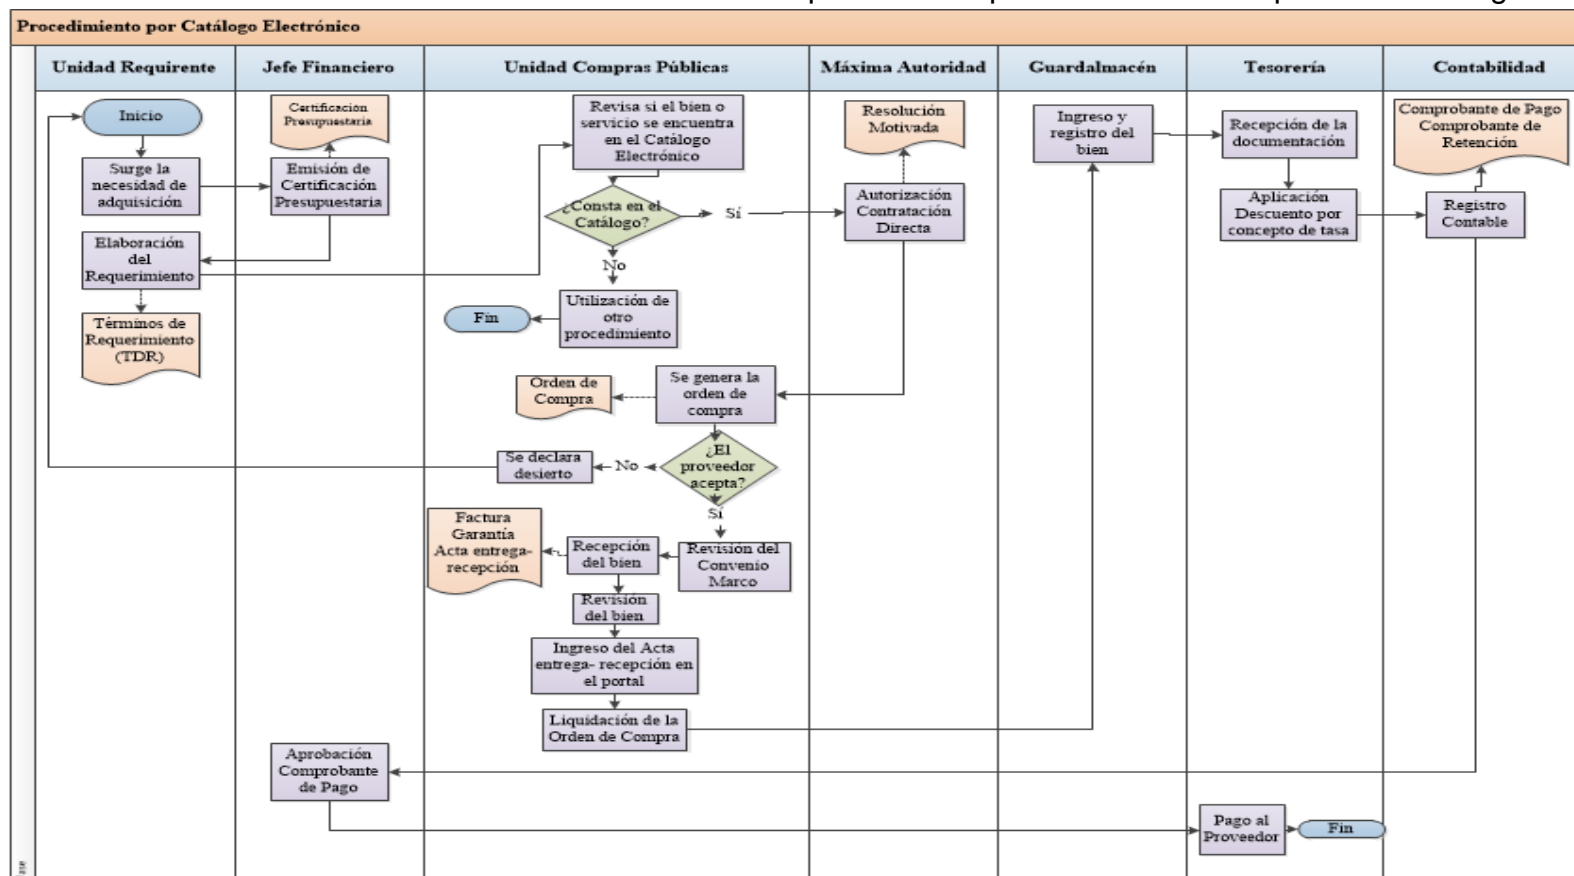 Procedimiento por Catálogo Electrónico
Unidad Requirente
Jefe Financiero
Unidad Compras Públicas
Máxima Autoridad
Guardalmacén
Tesorería
Contabilidad
Inicio
Surge la
necesidad de
adquisición
Elaboración
del
Requerimiento
Términos de
Requerimiento
(TDR)
Certificación
Presupuestaria
Emisión de
Certificación
Presupuestaria
Revisa si el bien o
servicio se encuentra
en el Catálogo
Electrónico
¿Consta en el
Catálogo?
Sí
No
Utilización de
otro
procedimiento
Fin
Resolución
Motivada
Autorización
Contratación
Directa
Ingreso y
registro del
bien
Recepción de la
documentación
Aplicación
Descuento por
concepto de tasa
Comprobante de Pago
Comprobante de
Retención
Registro
Contable
Orden de
Compra
Se genera la
orden de
compra
¿El
proveedor
acepta?
No
Se declara
desierto
Sí
Factura
Garantía
Acta entrega-
recepción
Recepción
del bien
Revisión del
Convenio
Marco
Revisión
del bien
Ingreso del Acta
entrega- recepción en
el portal
Liquidación de la
Orden de Compra
Aprobación
Comprobante
de Pago
Pago al
Proveedor
Fin